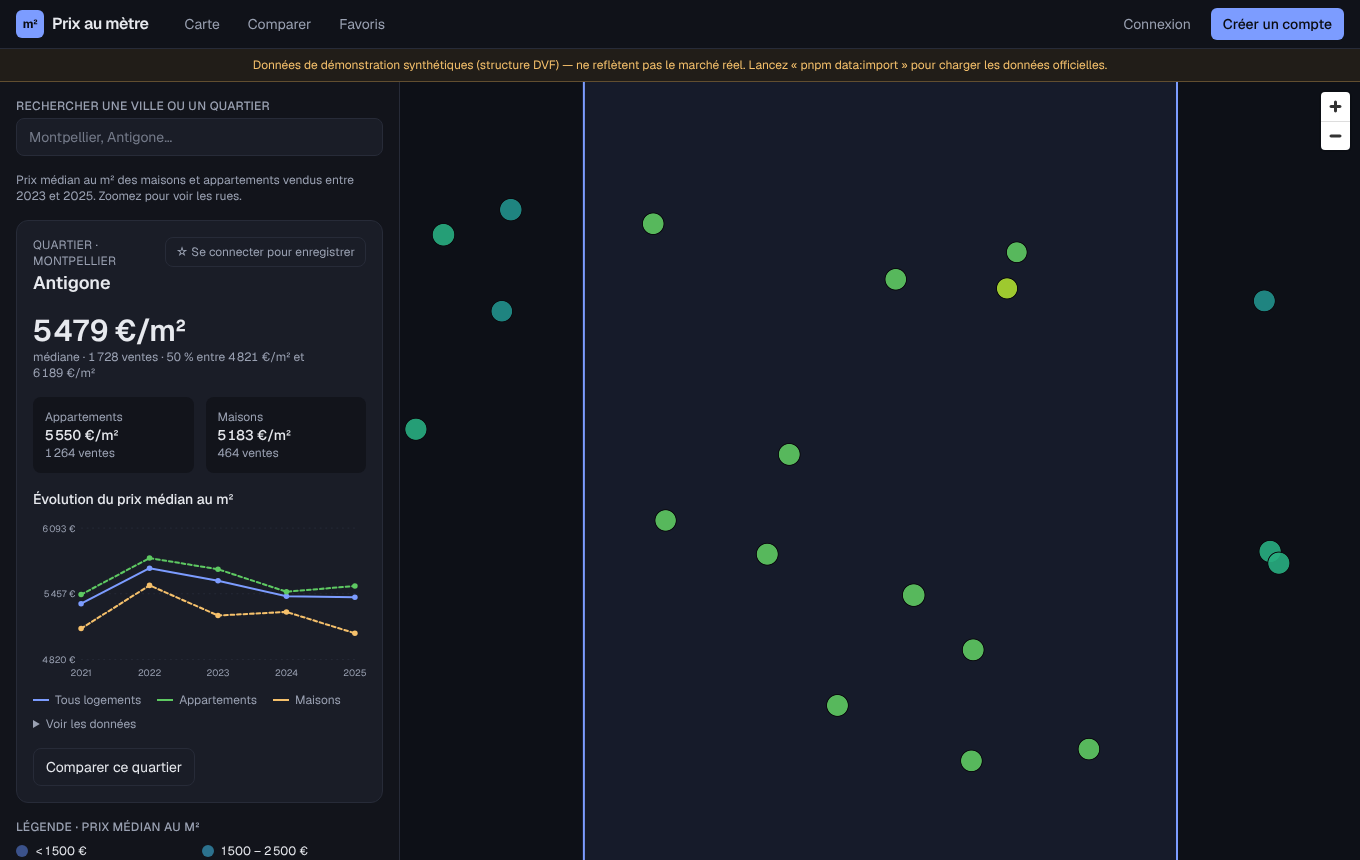 m² Prix au mètre Carte Comparer Favoris Connexion Créer un compte
Données de démonstration synthétiques (structure DVF) — ne reflètent pas le marché réel. Lancez « pnpm data:import » pour charger les données officielles.
RECHERCHER UNE VILLE OU UN QUARTIER
Montpellier, Antigone…
Prix médian au m² des maisons et appartements vendus entre
2023 et 2025. Zoomez pour voir les rues.
QUARTIER ·
MONTPELLIER
☆ Se connecter pour enregistrer
Antigone
5 479 €/m²
médiane · 1 728 ventes · 50 % entre 4 821 €/m² et
6 189 €/m²
Appartements
5 550 €/m²
1 264 ventes
Maisons
5 183 €/m²
464 ventes
Évolution du prix médian au m²
6 093 €
5 457 €
4 820 €
2021 2022 2023 2024 2025
Tous logements Appartements Maisons
▶ Voir les données
Comparer ce quartier
LÉGENDE · PRIX MÉDIAN AU M²
< 1 500 € 1 500 – 2 500 €
+
−